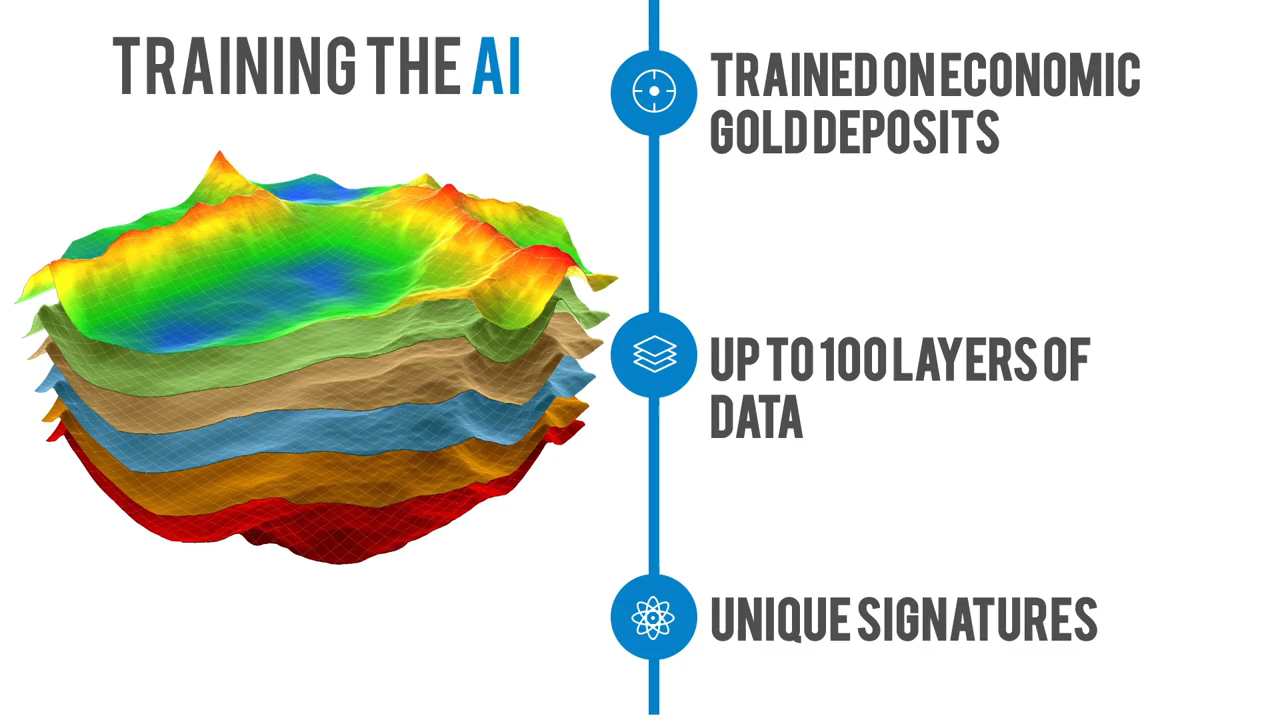 TRAINING THE AI
TRAINED ON ECONOMIC
GOLD DEPOSITS
UP TO 100 LAYERS OF
DATA
UNIQUE SIGNATURES